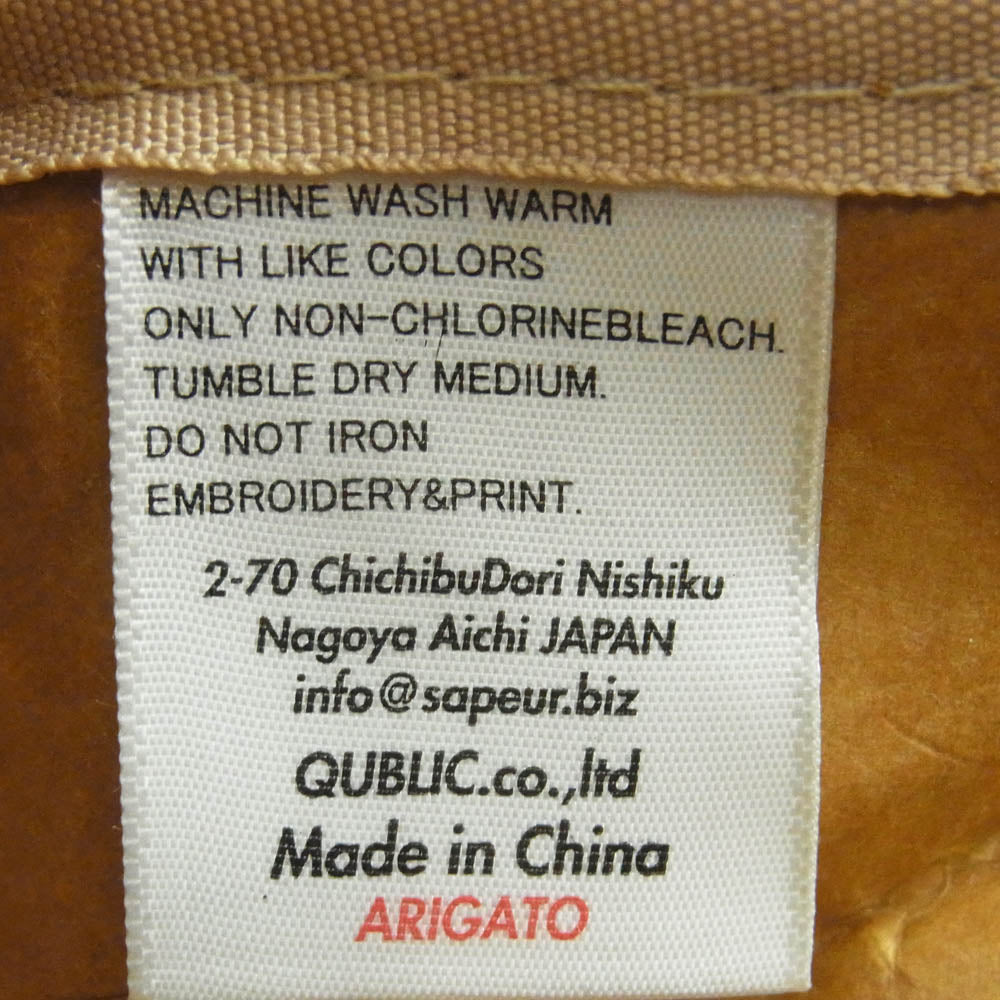 MACHINE WASH WARM
WITH LIKE COLORS
ONLY NON-CHLORINEBLEACH.
TUMBLE DRY MEDIUM.
DO NOT IRON
EMBROIDERY&PRINT.
2-70 ChichibuDori Nishiku
Nagoya Aichi JAPAN
info@sapeur.biz
QUBLIC.co.,ltd
Made in China
ARIGATO